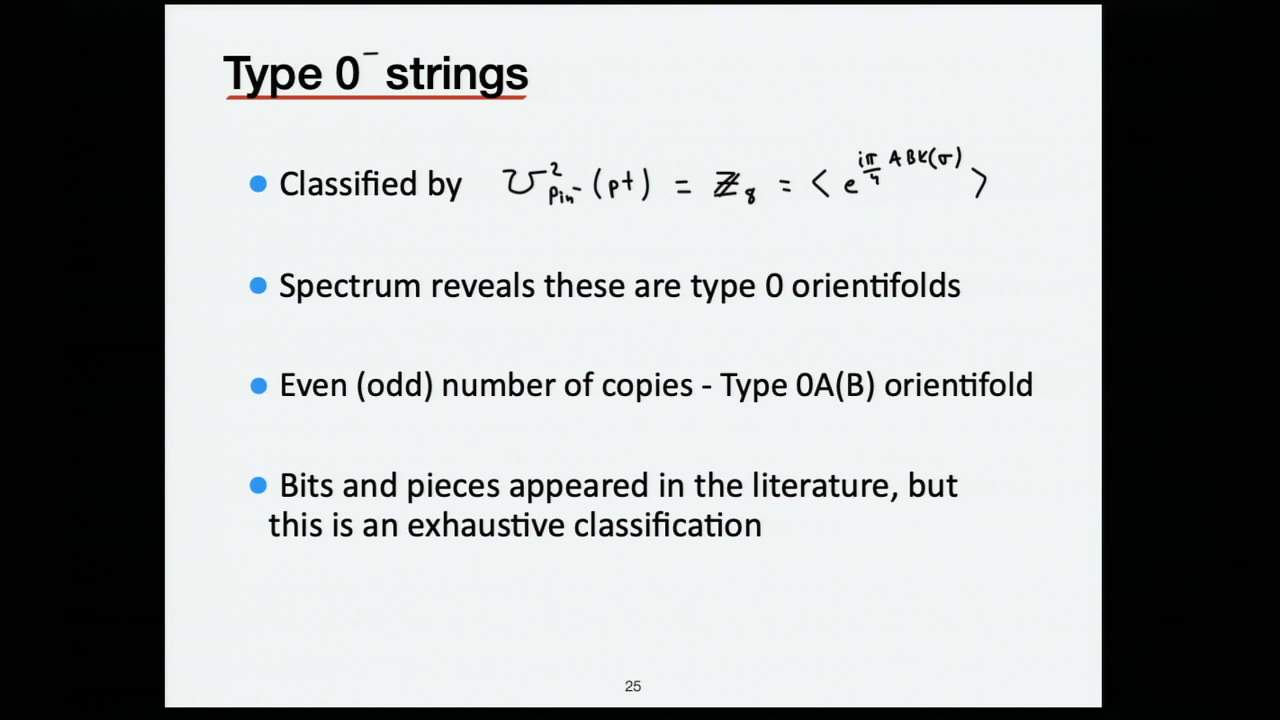 Type 0⁻ strings
Classified by ℧²_Pin⁻(pt) = ℤ₈ = ⟨ e^{iπ/4 ABK(σ)} ⟩
Spectrum reveals these are type 0 orientifolds
Even (odd) number of copies - Type 0A(B) orientifold
Bits and pieces appeared in the literature, but
this is an exhaustive classification
25